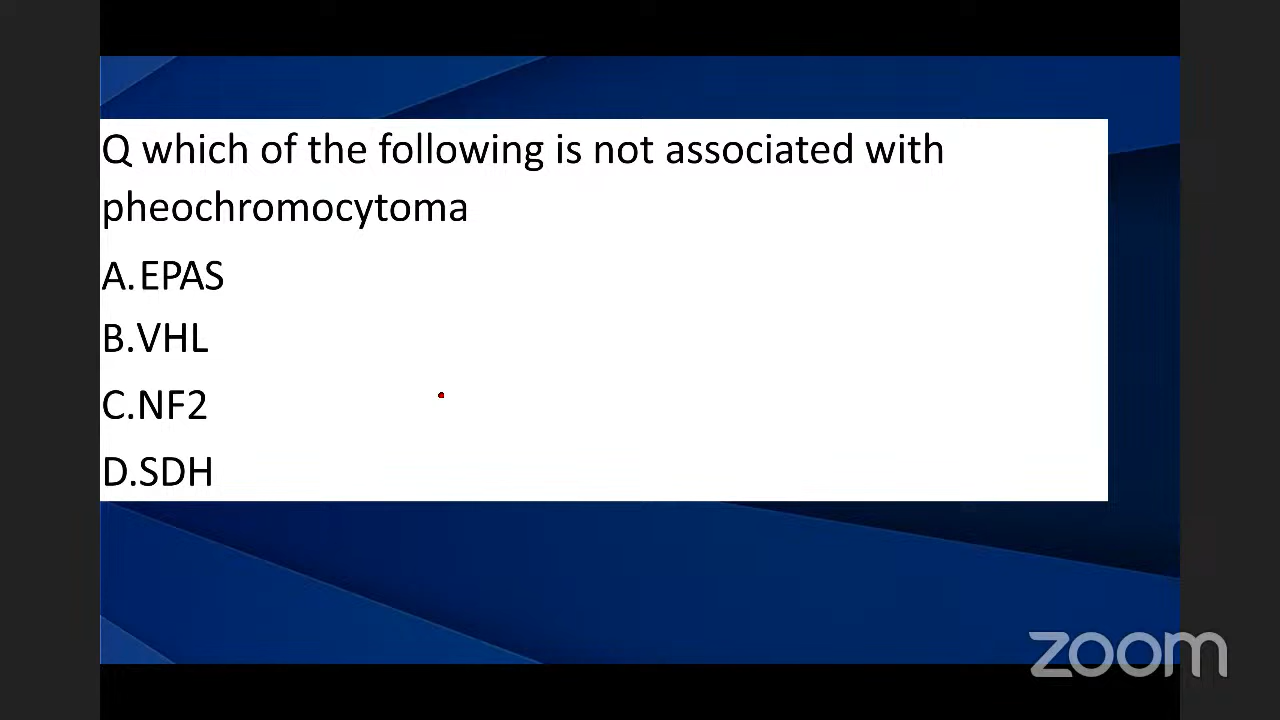 Q which of the following is not associated with
pheochromocytoma
A.EPAS
B.VHL
C.NF2
D.SDH
zoom